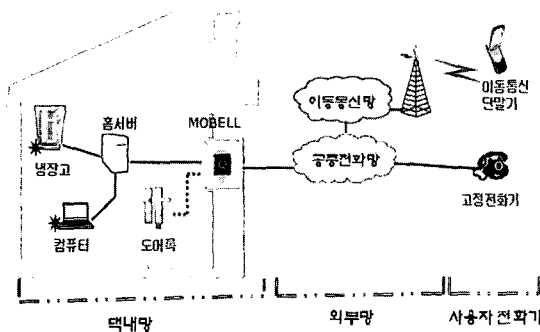 이동통신
단말기
이동통신망
홈서버
MOBELL
냉장고
공중전화망
고정전화기
컴퓨터
도어록
댁내망
외부망
사용자 전화기